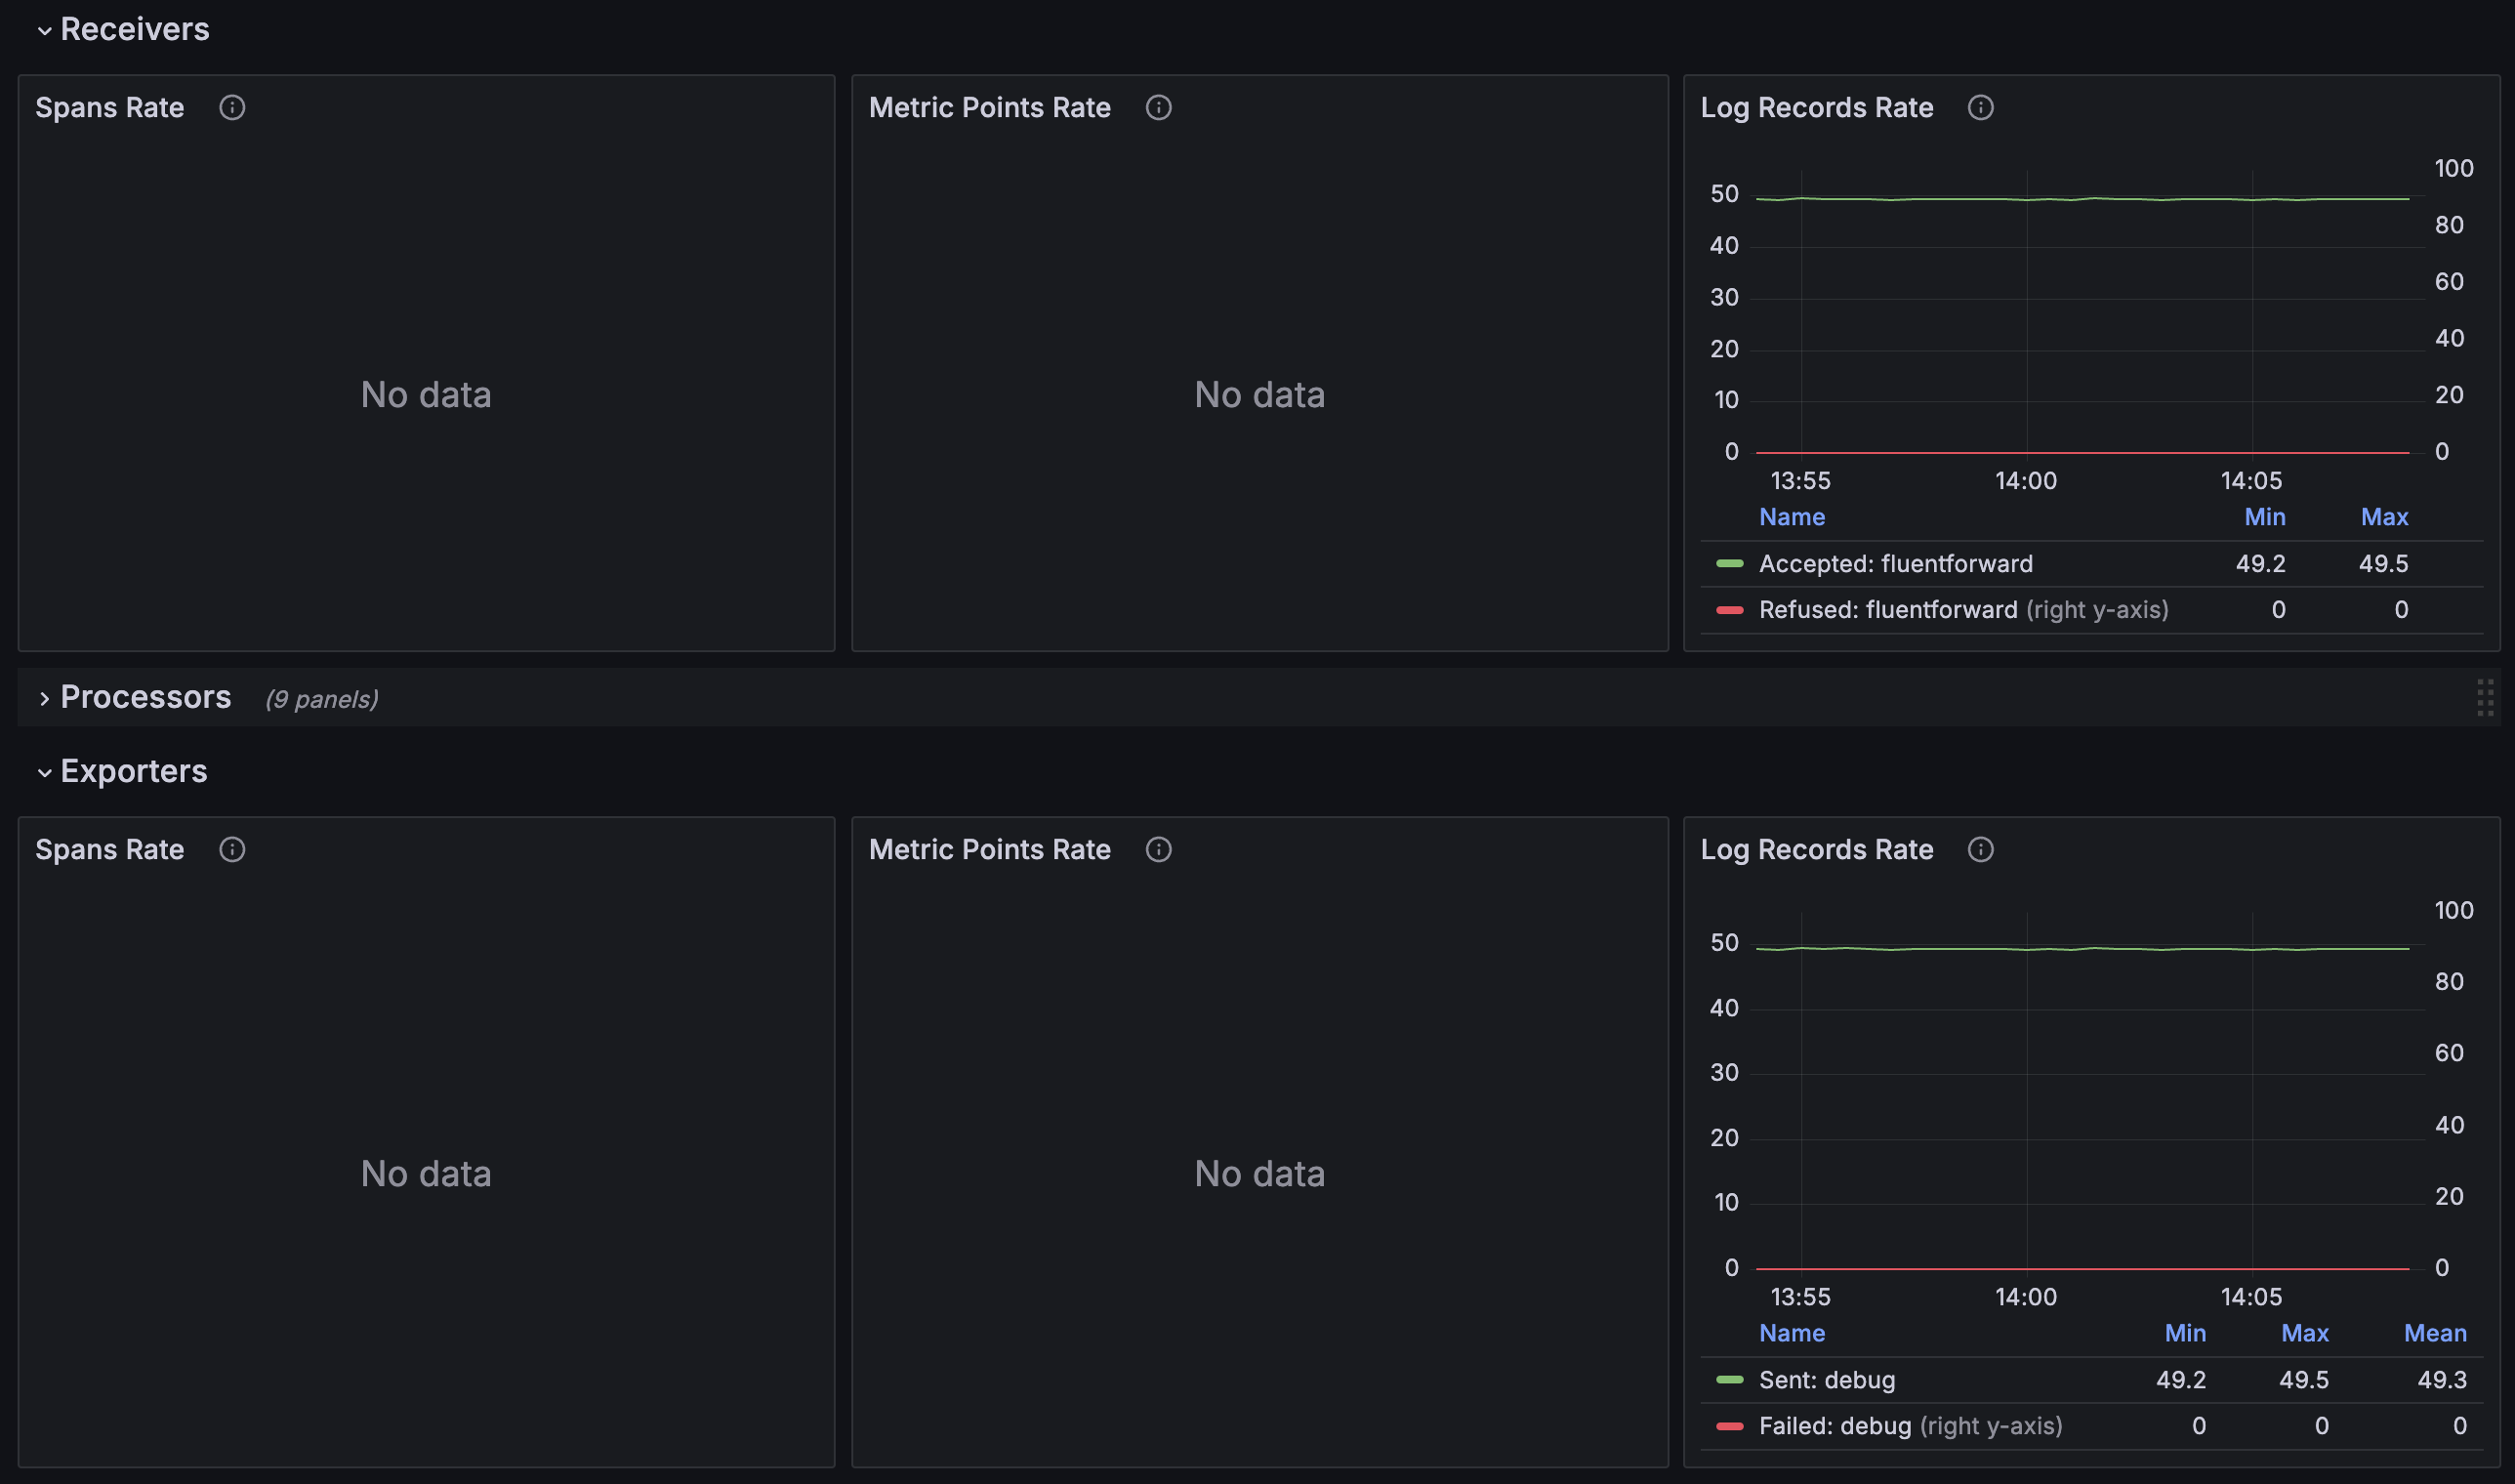 Receivers
Spans Rate
No data
Metric Points Rate
No data
Log Records Rate
100
50
80
40
60
30
40
20
20
10
0
0
13:55 14:00 14:05
Name Min Max
Accepted: fluentforward 49.2 49.5
Refused: fluentforward (right y-axis) 0 0
Processors (9 panels)
Exporters
Spans Rate
No data
Metric Points Rate
No data
Log Records Rate
100
50
80
40
60
30
40
20
20
10
0
0
13:55 14:00 14:05
Name Min Max Mean
Sent: debug 49.2 49.5 49.3
Failed: debug (right y-axis) 0 0 0